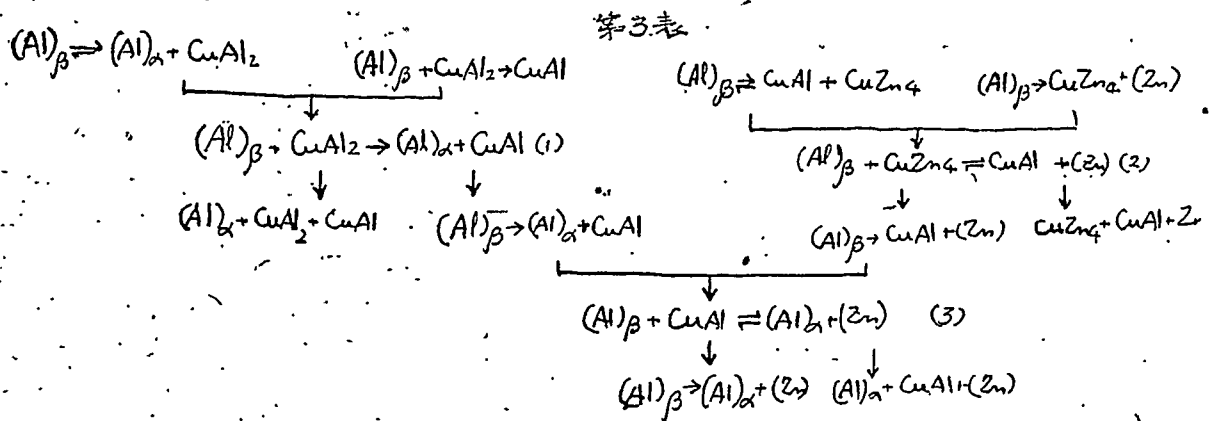 第3表
(Al)β⇌(Al)α+CuAl₂
(Al)β+CuAl₂→CuAl
(Al)β⇌CuAl+CuZn₄
(Al)β→CuZn₄+(Zn)
(Al)β+CuAl₂→(Al)α+CuAl (1)
(Al)β+CuZn₄⇌CuAl+(Zn) (2)
(Al)α+CuAl₂+CuAl
(Al)β→(Al)α+CuAl
(Al)β→CuAl+(Zn)
CuZn₄+CuAl+Zn
(Al)β+CuAl⇌(Al)α+(Zn) (3)
(Al)β→(Al)α+(Zn)
(Al)α+CuAl+(Zn)